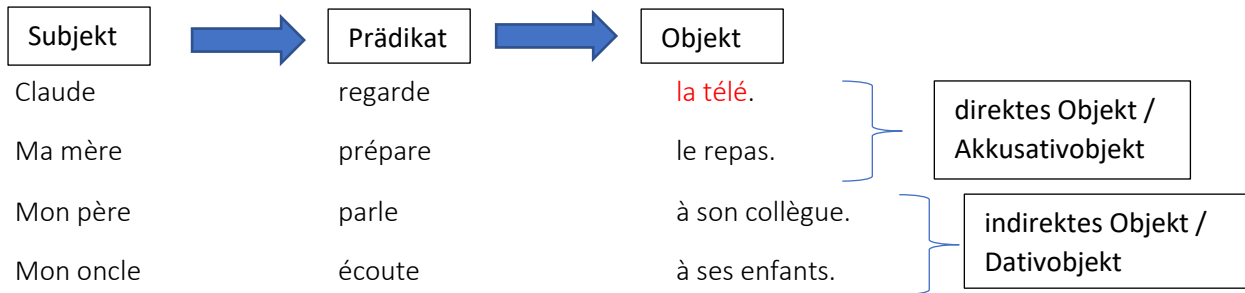 Subjekt Prädikat Objekt
Claude regarde la télé.
Ma mère prépare le repas.
direktes Objekt /
Akkusativobjekt
Mon père parle à son collègue.
Mon oncle écoute à ses enfants.
indirektes Objekt /
Dativobjekt